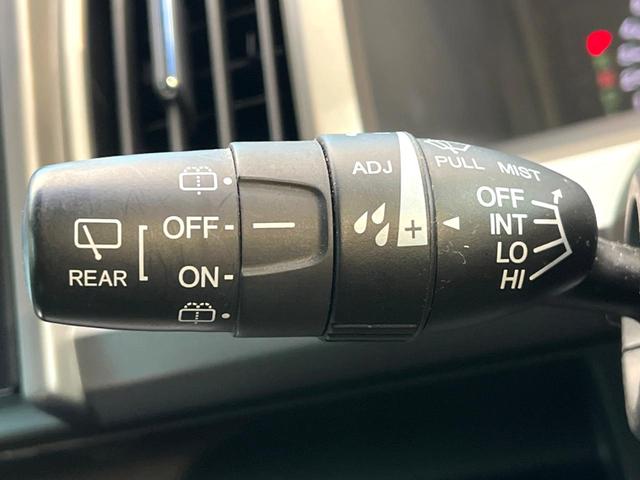 REAR
OFF
ON
ADJ
+
PULL MIST
OFF
INT
LO
HI